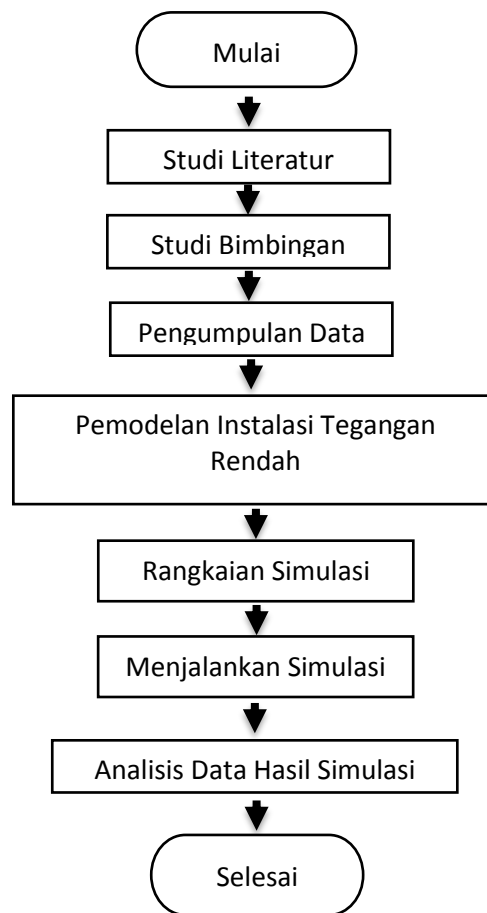 Mulai
Studi Literatur
Studi Bimbingan
Pengumpulan Data
Pemodelan Instalasi Tegangan
Rendah
Rangkaian Simulasi
Menjalankan Simulasi
Analisis Data Hasil Simulasi
Selesai